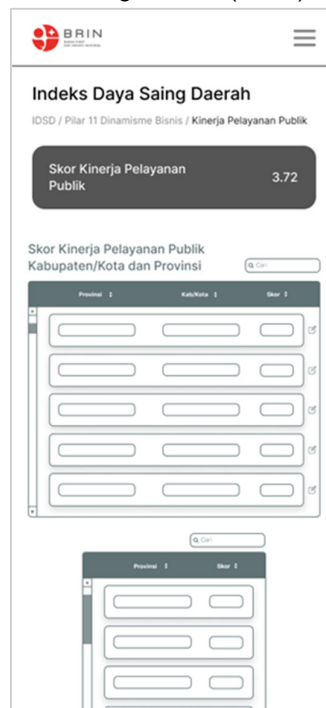 BRIN
Indeks Daya Saing Daerah
IDSD / Pilar 11 Dinamisme Bisnis / Kinerja Pelayanan Publik
Skor Kinerja Pelayanan
Publik
3.72
Skor Kinerja Pelayanan Publik
Kabupaten/Kota dan Provinsi
Cari
Provinsi Kab/Kota Skor
Cari
Provinsi Skor